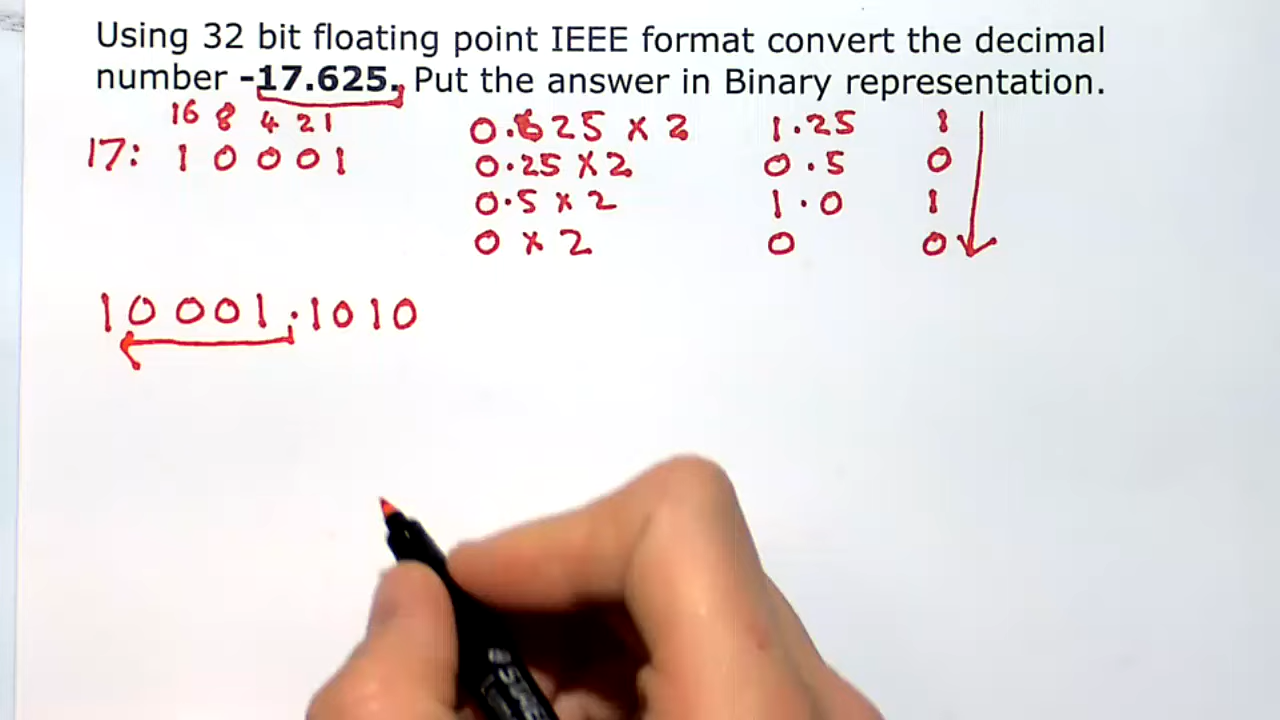 Using 32 bit floating point IEEE format convert the decimal
number -17.625. Put the answer in Binary representation.
16 8 4 2 1
17: 1 0 0 0 1
0.625 x 2 1.25 1
0.25 x 2 0.5 0
0.5 x 2 1.0 1
0 x 2 0 0
10001.1010